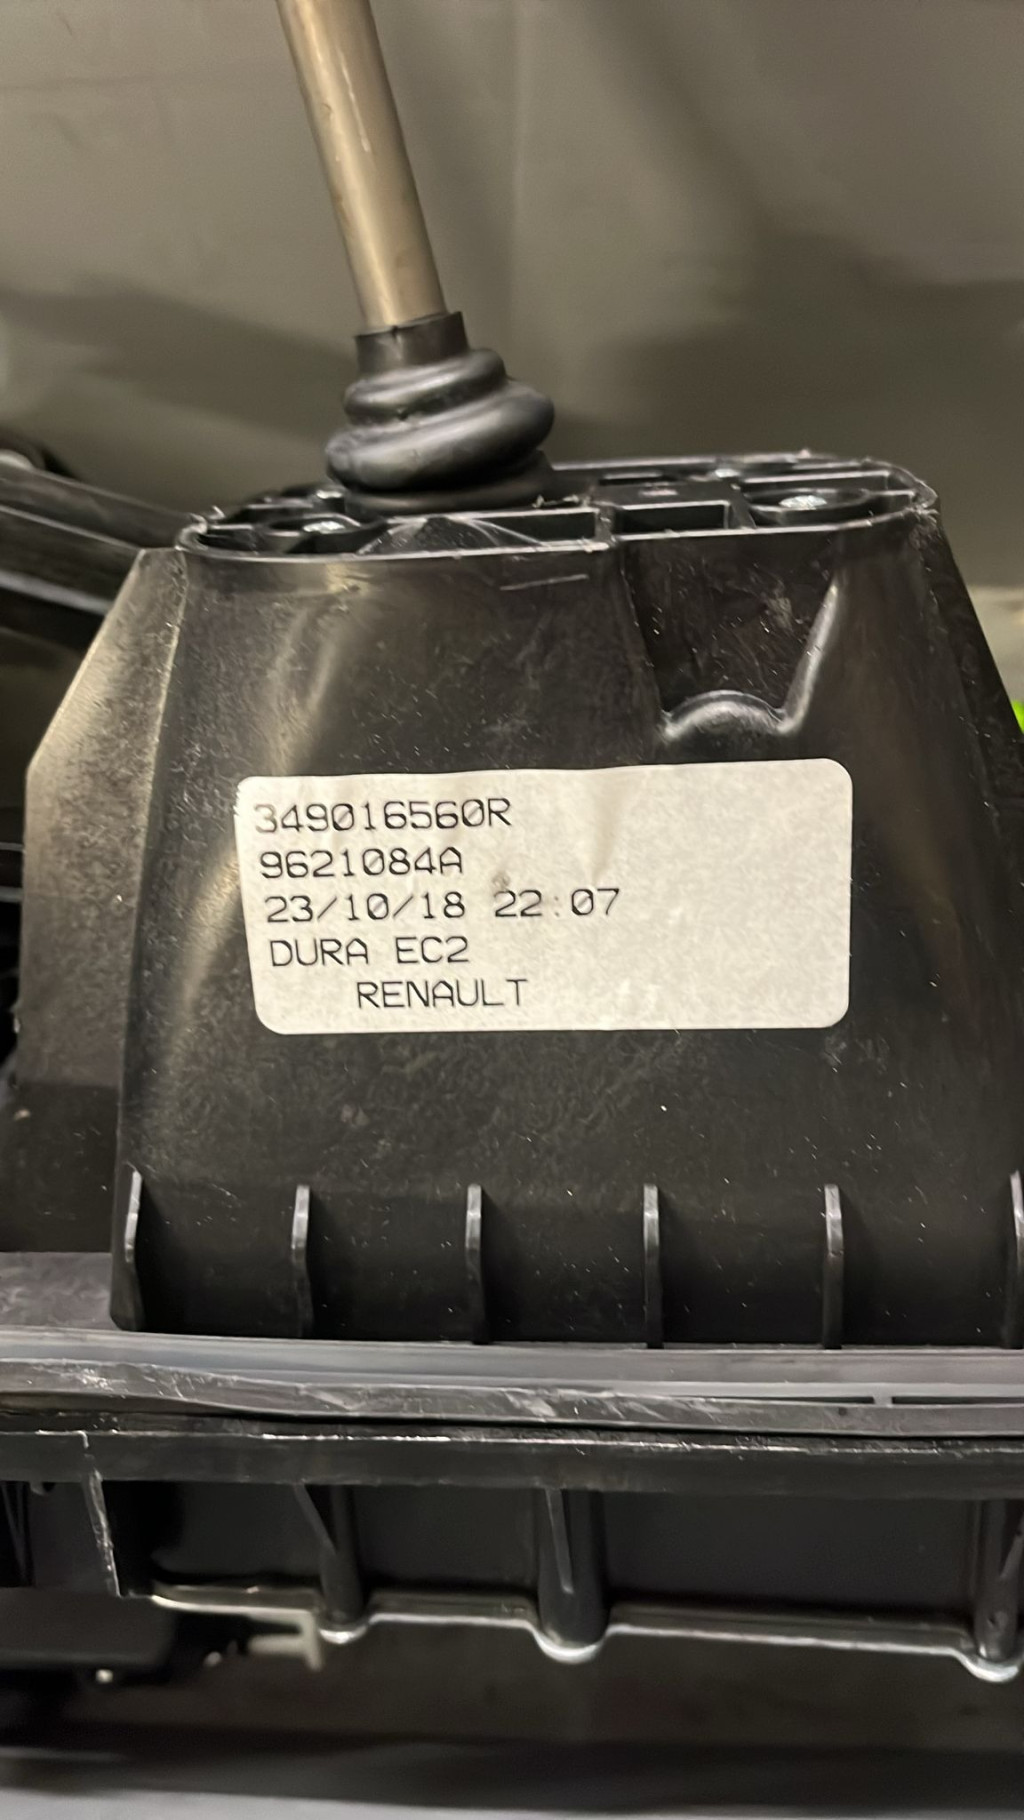 349016560R
9621084A
23/10/18 22:07
DURA EC2
RENAULT